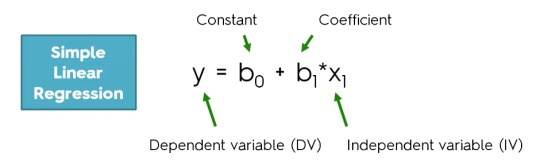 Constant
Coefficient
Simple
Linear
Regression
y = b₀ + b₁*x₁
Dependent variable (DV)
Independent variable (IV)